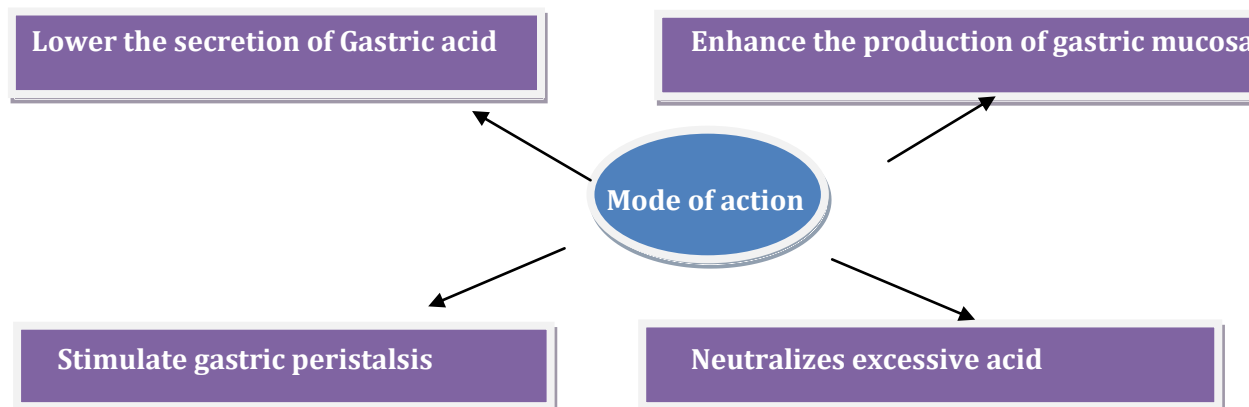 Lower the secretion of Gastric acid
Enhance the production of gastric mucosa
Mode of action
Stimulate gastric peristalsis
Neutralizes excessive acid